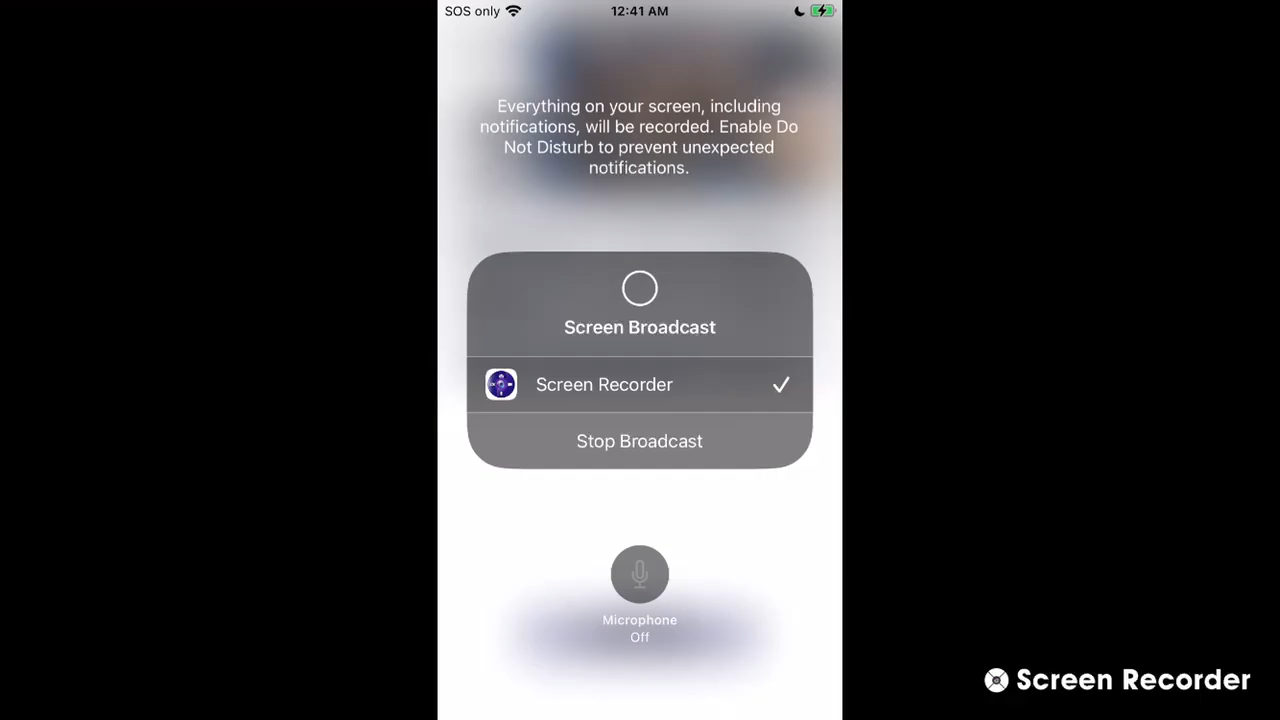 SOS only
12:41 AM
Everything on your screen, including
notifications, will be recorded. Enable Do
Not Disturb to prevent unexpected
notifications.
Screen Broadcast
Screen Recorder
Stop Broadcast
Microphone
Off
Screen Recorder